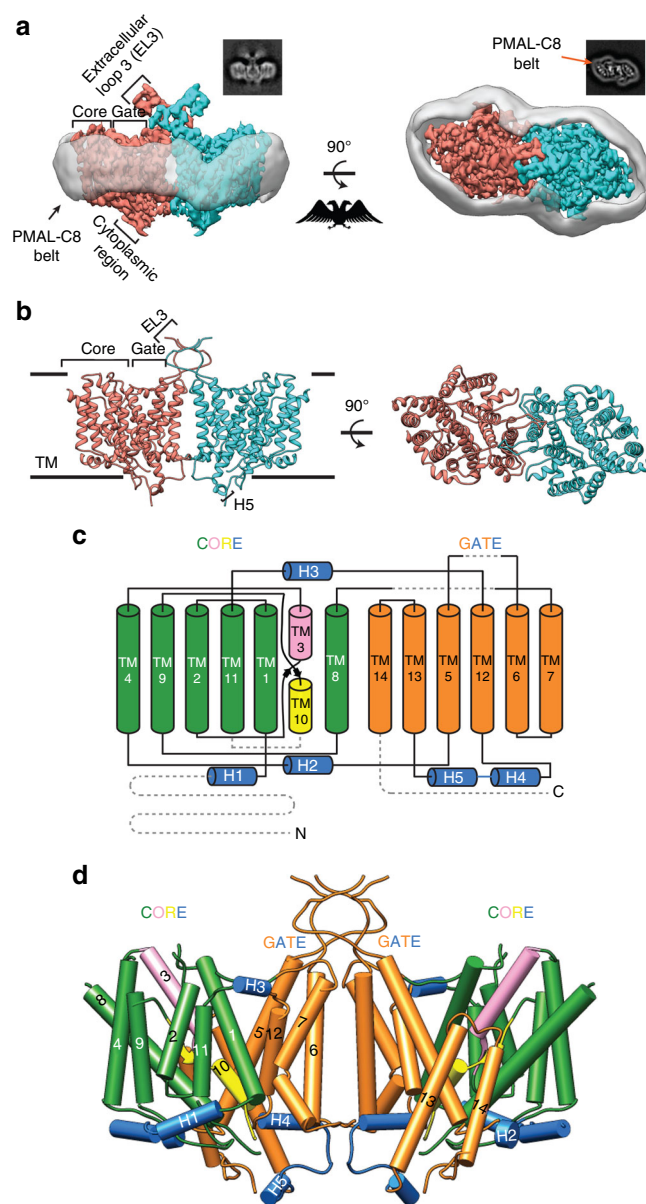 a
Extracellular
loop 3 (EL3)
Core
Gate
PMAL-C8
belt
Cytoplasmic
region
90°
PMAL-C8
belt
b
EL3
Core
Gate
TM
H5
90°
c
CORE
GATE
H3
TM
4
TM
9
TM
2
TM
11
TM
1
TM
3
TM
10
TM
8
TM
14
TM
13
TM
5
TM
12
TM
6
TM
7
H1
H2
H5
H4
C
N
d
CORE
GATE
GATE
CORE
3
8
4
9
2
11
1
10
H3
5
12
7
6
H1
H4
H5
13
14
H2